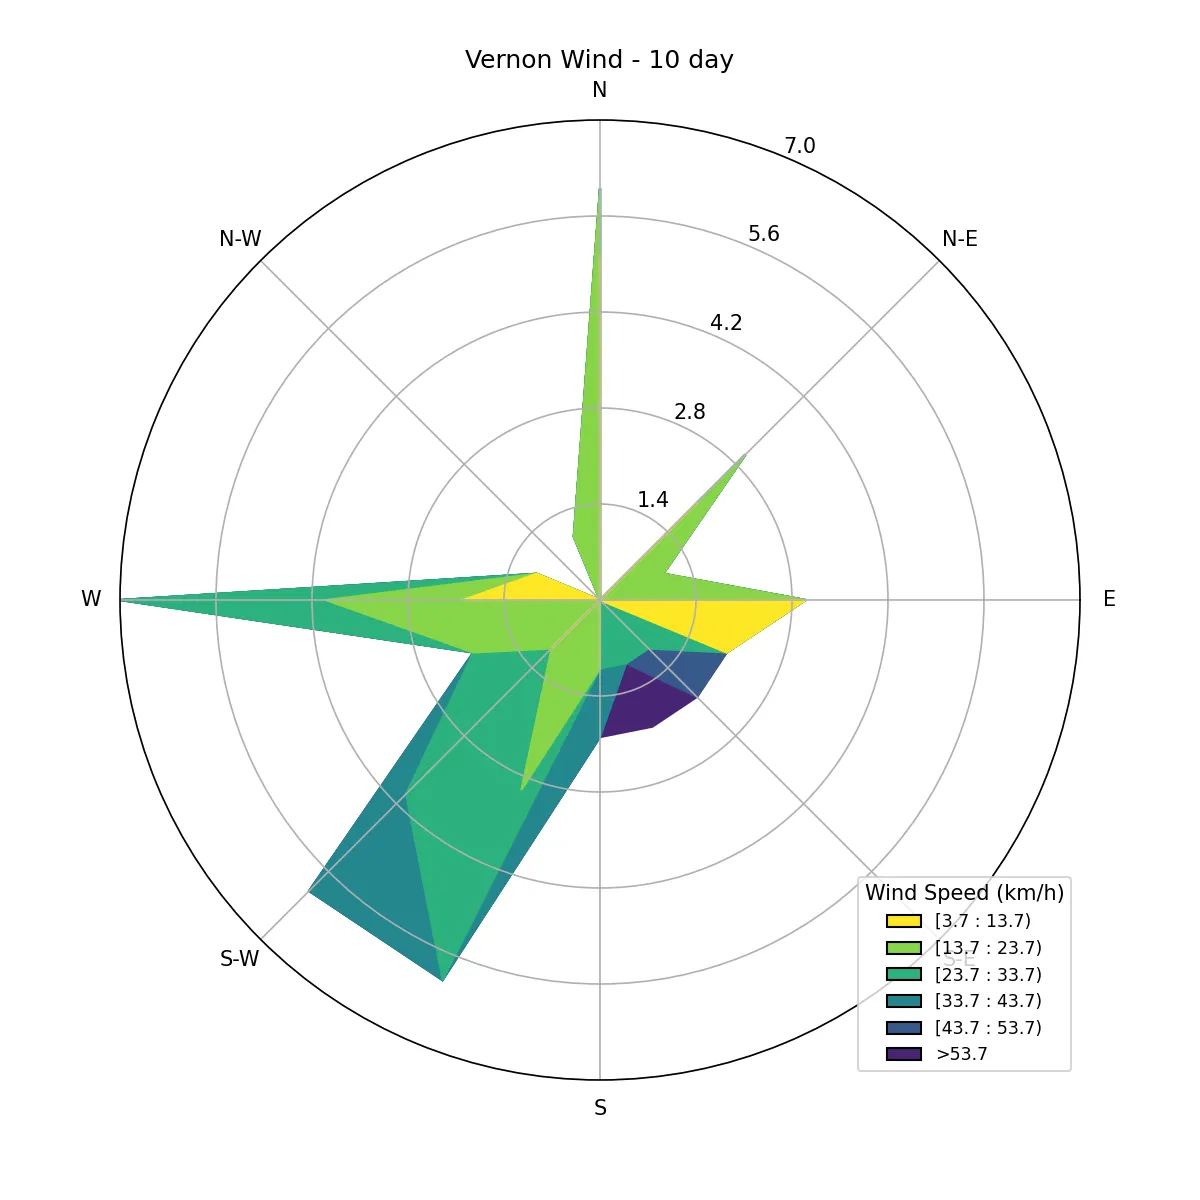 Vernon Wind - 10 day
N
7.0
N-W
5.6
N-E
4.2
2.8
1.4
W
E
Wind Speed (km/h)
[3.7 : 13.7)
[13.7 : 23.7)
S-W
S-E
[23.7 : 33.7)
[33.7 : 43.7)
[43.7 : 53.7)
>53.7
S